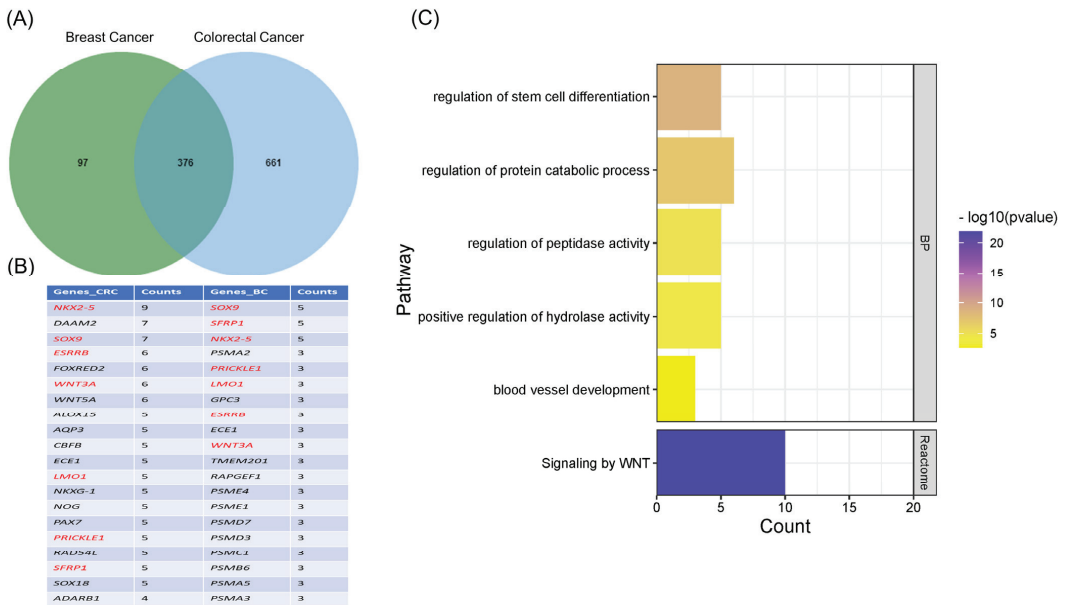 (A)
Breast Cancer Colorectal Cancer
97 376 661
(B)
Genes_CRC Counts Genes_BC Counts
NKX2-5 9 SOX9 5
DAAM2 7 SFRP1 5
SOX9 7 NKX2-5 5
ESRRB 6 PSMA2 3
FOXRED2 6 PRICKLE1 3
WNT3A 6 LMO1 3
WNT5A 6 GPC3 3
ALOX15 5 ESRRB 3
AQP3 5 ECE1 3
CBFB 5 WNT3A 3
ECE1 5 TMEM201 3
LMO1 5 RAPGEF1 3
NKXG-1 5 PSME4 3
NOG 5 PSME1 3
PAX7 5 PSMD7 3
PRICKLE1 5 PSMD3 3
RAD54L 5 PSMC1 3
SFRP1 5 PSMB6 3
SOX18 5 PSMA5 3
ADARB1 4 PSMA3 3
(C)
Pathway
regulation of stem cell differentiation
regulation of protein catabolic process
regulation of peptidase activity
positive regulation of hydrolase activity
blood vessel development
Signaling by WNT
BP
Reactome
0 5 10 15 20
Count
- log10(pvalue)
20
15
10
5